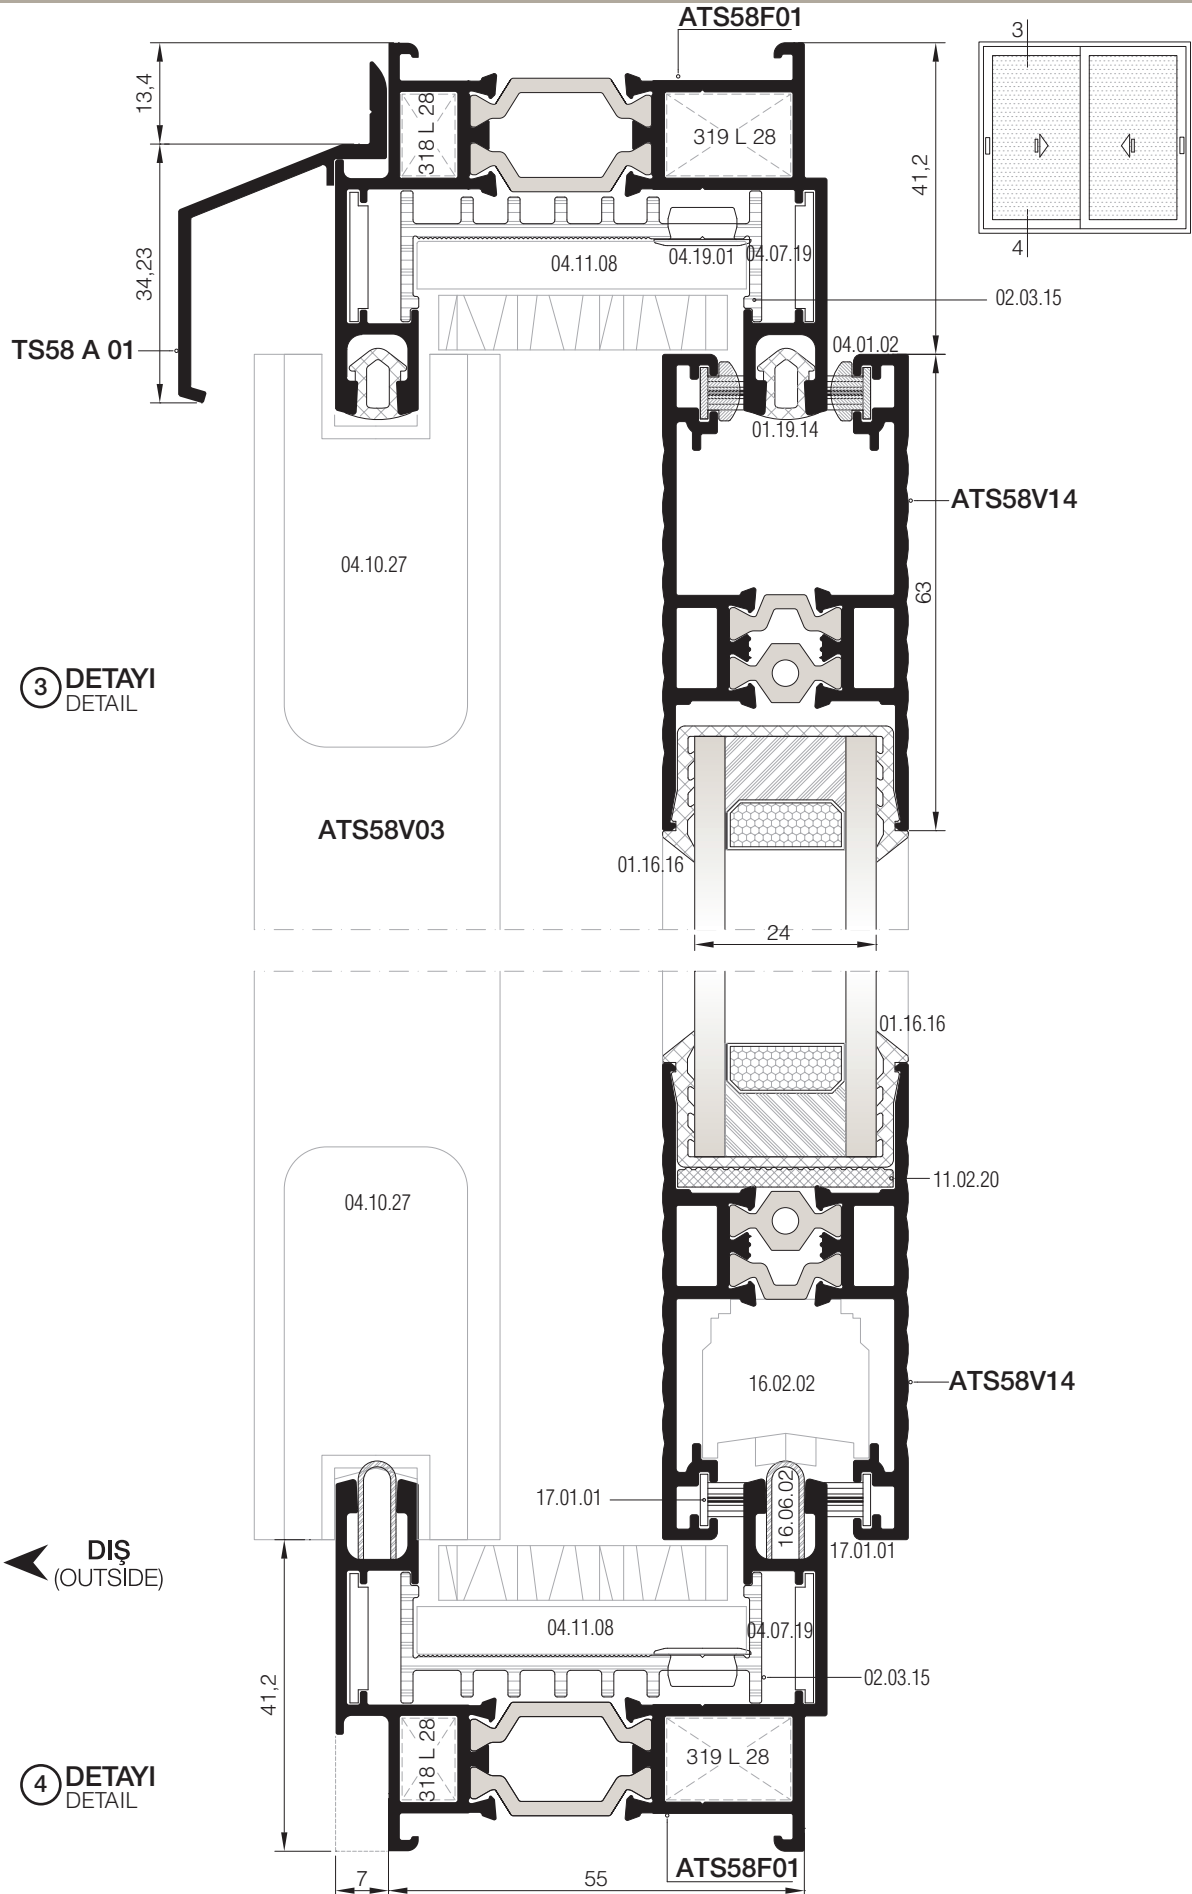 ATS58F01
3
13,4
318 L 28
319 L 28
41,2
34,23
04.11.08
04.19.01
04.07.19
4
02.03.15
TS58 A 01
04.01.02
01.19.14
ATS58V14
04.10.27
63
3 DETAYI
DETAIL
ATS58V03
01.16.16
24
01.16.16
11.02.20
04.10.27
16.02.02
ATS58V14
17.01.01
16.06.02
17.01.01
DIŞ
(OUTSIDE)
04.11.08
04.07.19
02.03.15
41,2
318 L 28
319 L 28
4 DETAYI
DETAIL
ATS58F01
7
55